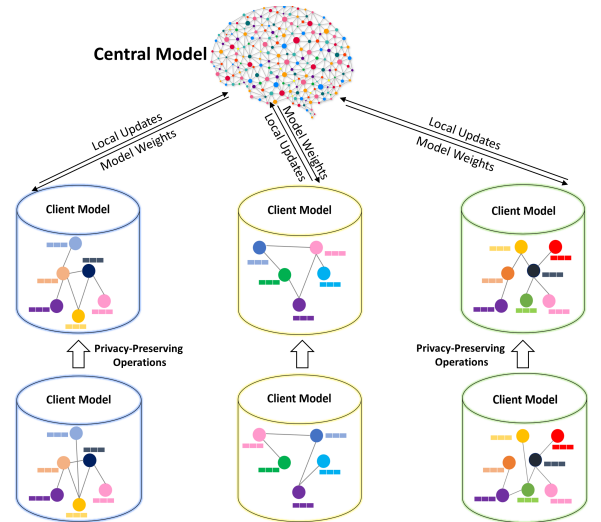 Central Model
Local Updates
Model Weights
Model Weights
Local Updates
Local Updates
Model Weights
Client Model
Client Model
Client Model
Privacy-Preserving
Operations
Privacy-Preserving
Operations
Client Model
Client Model
Client Model